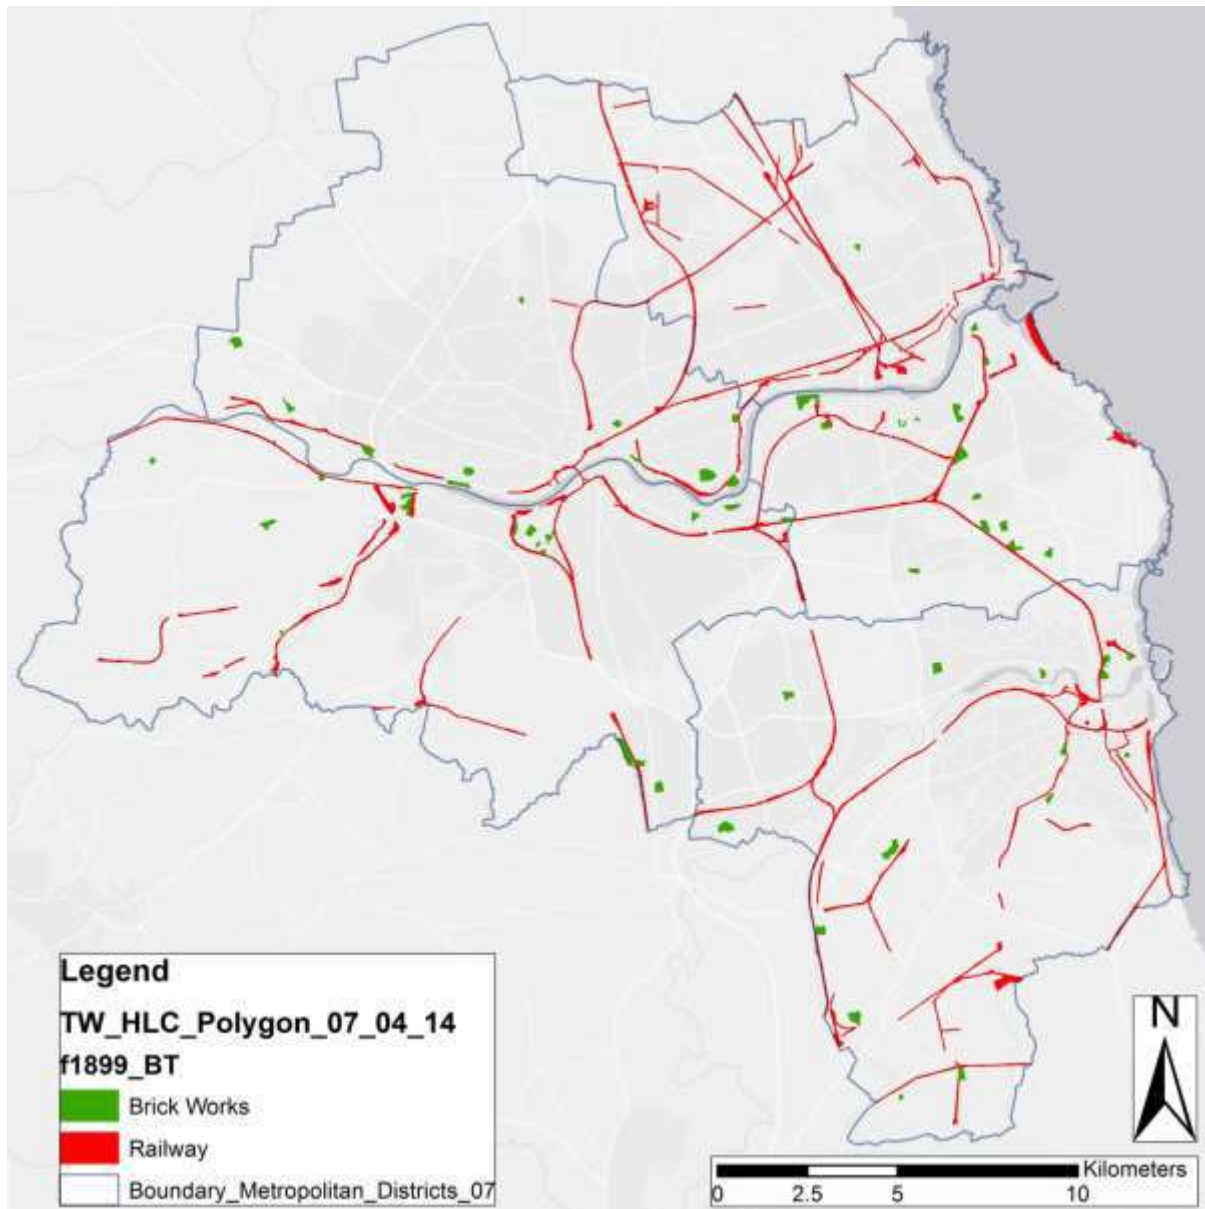 Legend
TW_HLC_Polygon_07_04_14
f1899_BT
Brick Works
Railway
Boundary_Metropolitan_Districts_07
N
Kilometers
0 2.5 5 10